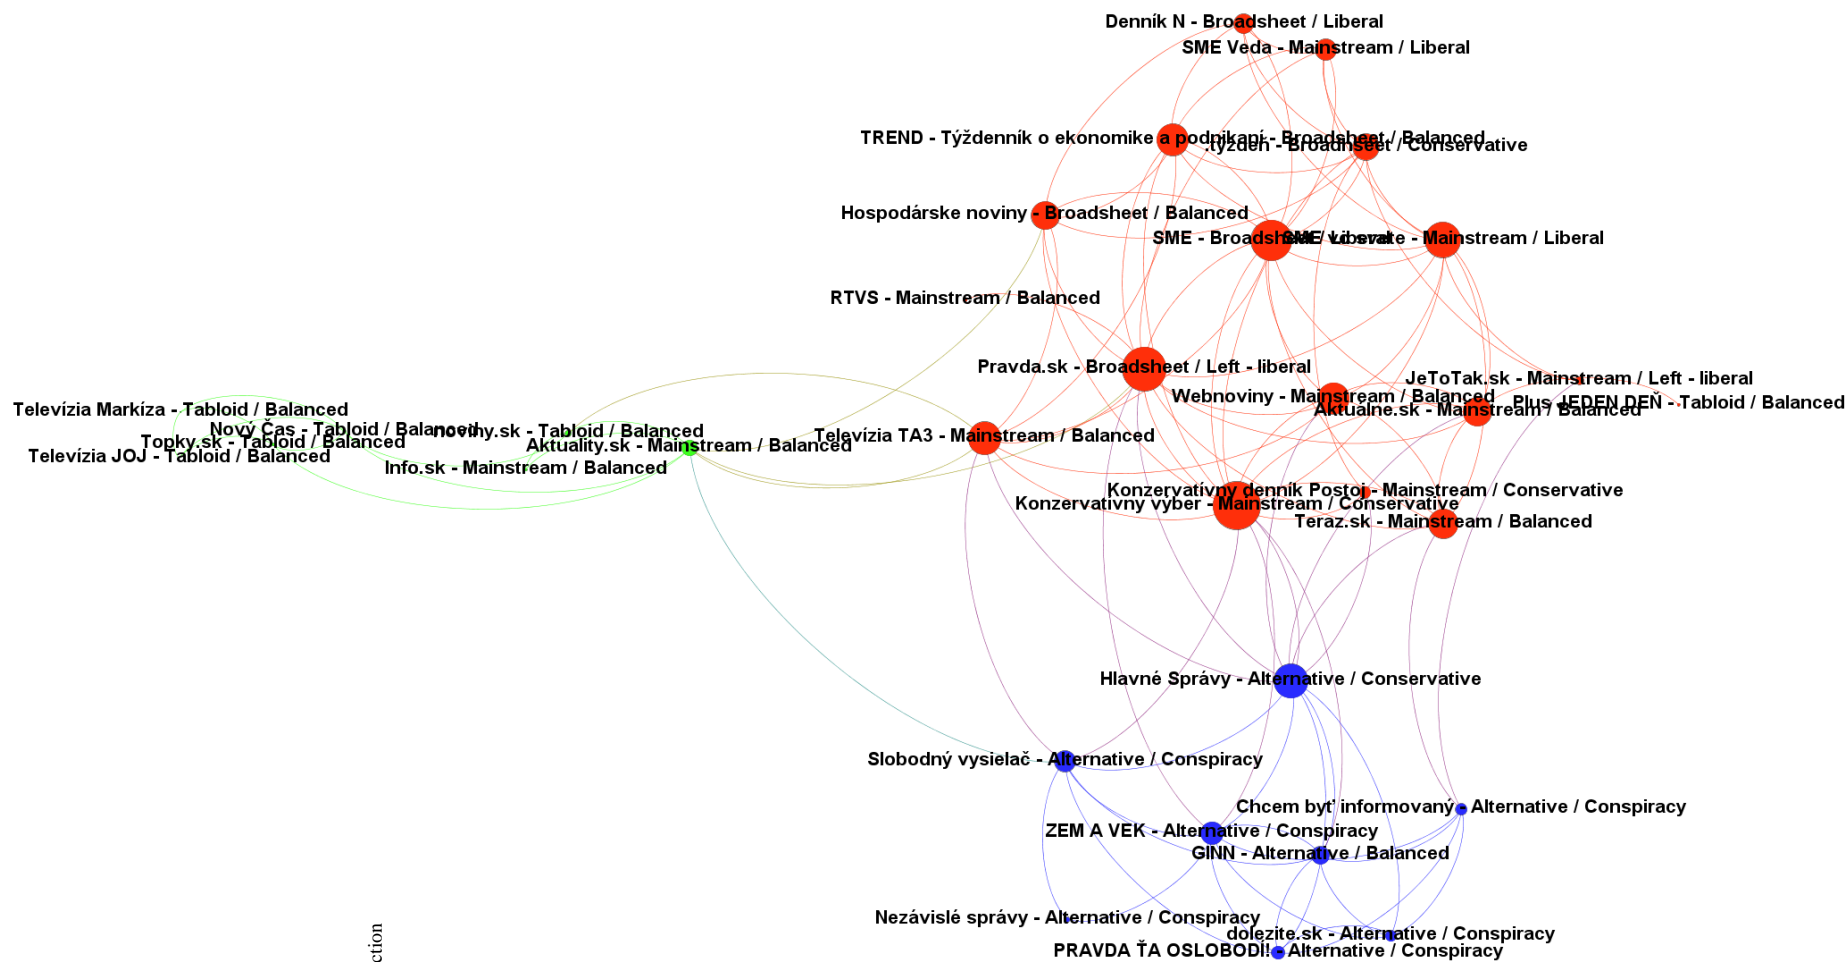 Denník N - Broadsheet / Liberal
SME Veda - Mainstream / Liberal
TREND - Týždenník o ekonomike a podnikaní - Broadsheet / Balanced
.týždeň - Broadhseet / Conservative
Hospodárske noviny - Broadsheet / Balanced
SME - Broadsheet / Liberal
SME vo svete - Mainstream / Liberal
RTVS - Mainstream / Balanced
Pravda.sk - Broadsheet / Left - liberal
JeToTak.sk - Mainstream / Left - liberal
Webnoviny - Mainstream / Balanced
Plus JEDEN DEŇ - Tabloid / Balanced
Aktuálne.sk - Mainstream / Balanced
Televízia Markíza - Tabloid / Balanced
Nový Čas - Tabloid / Balanced
noviny.sk - Tabloid / Balanced
Televízia TA3 - Mainstream / Balanced
Topky.sk - Tabloid / Balanced
Aktuality.sk - Mainstream / Balanced
Televízia JOJ - Tabloid / Balanced
Info.sk - Mainstream / Balanced
Konzervatívny denník Postoj - Mainstream / Conservative
Konzervatívny výber - Mainstream / Conservative
Teraz.sk - Mainstream / Balanced
Hlavné Správy - Alternative / Conservative
Slobodný vysielač - Alternative / Conspiracy
Chcem byť informovaný - Alternative / Conspiracy
ZEM A VEK - Alternative / Conspiracy
GINN - Alternative / Balanced
Nezávislé správy - Alternative / Conspiracy
dolezite.sk - Alternative / Conspiracy
PRAVDA ŤA OSLOBODÍ! - Alternative / Conspiracy
ction